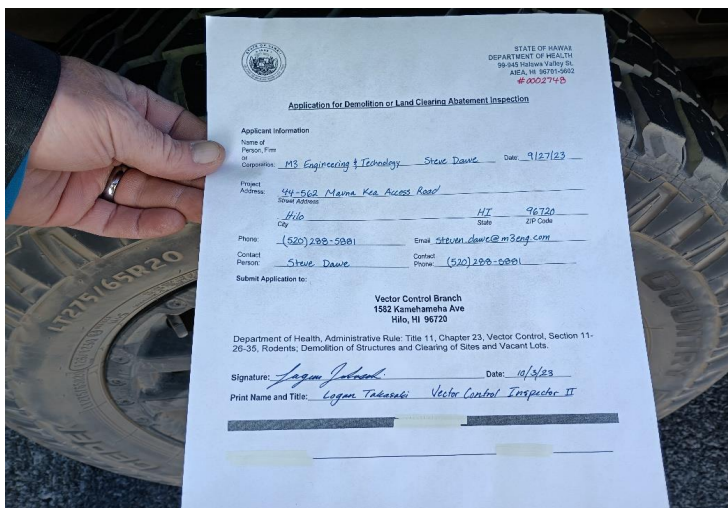 STATE OF HAWAII
DEPARTMENT OF HEALTH
99-945 Halawa Valley St.
AIEA, HI 96701-5602
#0002748
Application for Demolition or Land Clearing Abatement Inspection
Applicant Information
Name of
Person, Firm
or
Corporation: M3 Engineering & Technology Steve Dawe Date: 9/27/23
Project
Address: 44-562 Mauna Kea Access Road
Street Address
Hilo HI 96720
City State ZIP Code
Phone: (520)288-5881 Email steven.dawe@m3eng.com
Contact
Person: Steve Dawe
Contact
Phone: (520)288-5881
Submit Application to:
Vector Control Branch
1582 Kamehameha Ave
Hilo, HI 96720
Department of Health, Administrative Rule: Title 11, Chapter 23, Vector Control, Section 11-
26-35, Rodents; Demolition of Structures and Clearing of Sites and Vacant Lots.
Signature: Date: 10/3/23
Print Name and Title: Logan Takasaki Vector Control Inspector II
LT275/65R20